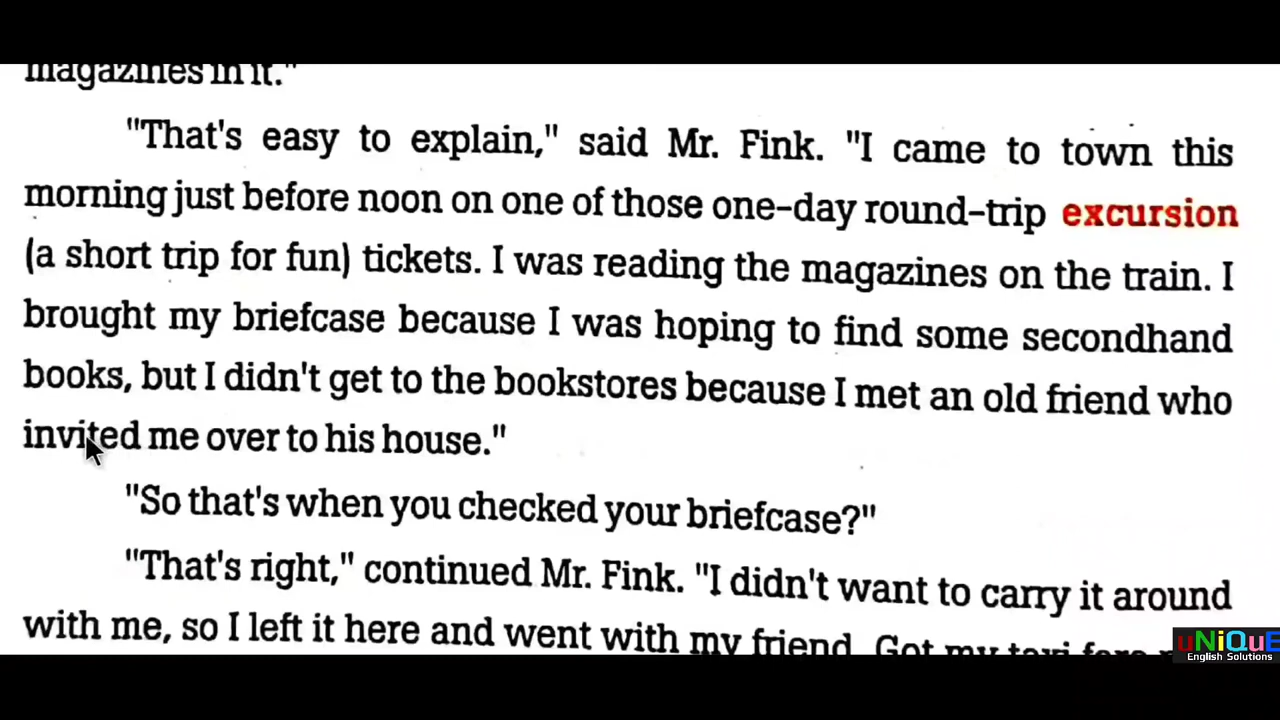 magazines in it."
"That's easy to explain," said Mr. Fink. "I came to town this
morning just before noon on one of those one-day round-trip excursion
(a short trip for fun) tickets. I was reading the magazines on the train. I
brought my briefcase because I was hoping to find some secondhand
books, but I didn't get to the bookstores because I met an old friend who
invited me over to his house."
"So that's when you checked your briefcase?"
"That's right," continued Mr. Fink. "I didn't want to carry it around
with me, so I left it here and went with my friend. Got my taxi fare
uNiQuE
English Solutions